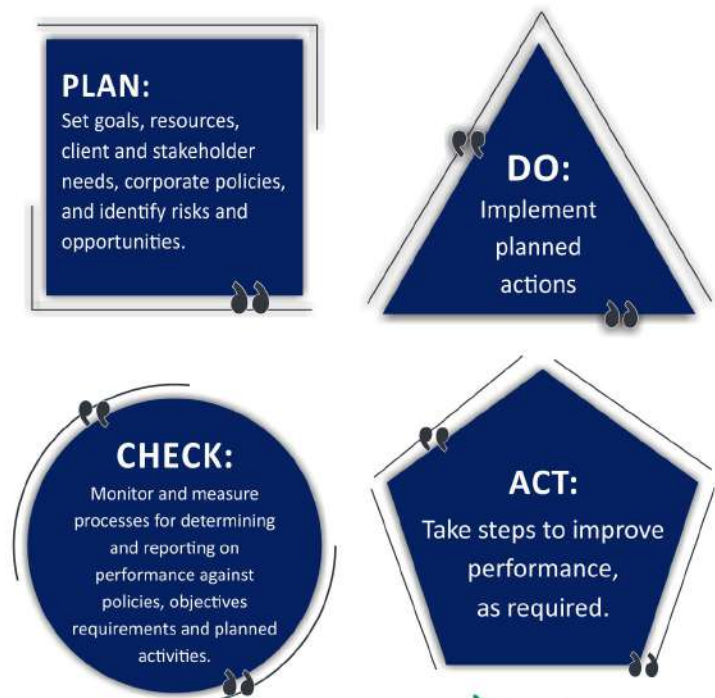 PLAN:
Set goals, resources,
client and stakeholder
needs, corporate policies,
and identify risks and
opportunities.
DO:
Implement
planned
actions
CHECK:
Monitor and measure
processes for determining
and reporting on
performance against
policies, objectives
requirements and planned
activities.
ACT:
Take steps to improve
performance,
as required.